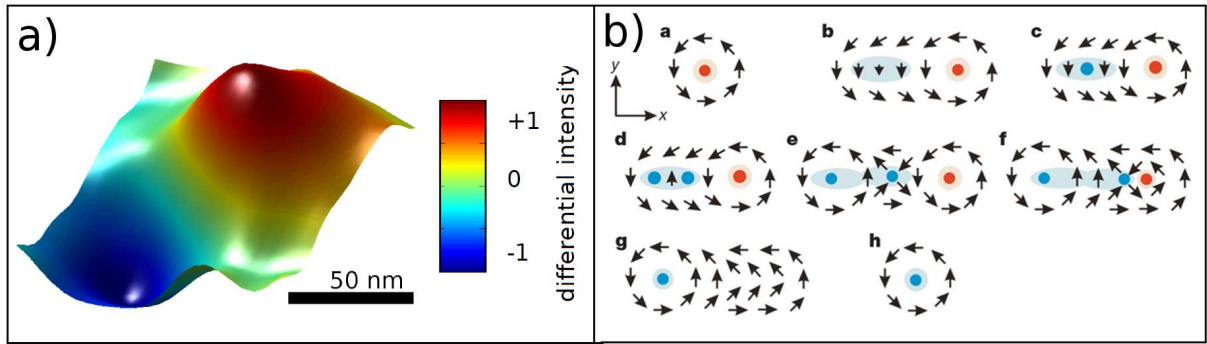 a)
+1
0
-1
differential intensity
50 nm
b)
a
b
c
y
x
d
e
f
g
h